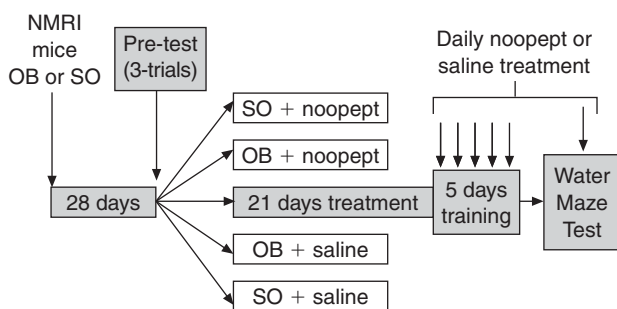 NMRI
mice
OB or SO
Pre-test
(3-trials)
Daily noopept or
saline treatment
SO + noopept
OB + noopept
28 days
21 days treatment
5 days
training
Water
Maze
Test
OB + saline
SO + saline